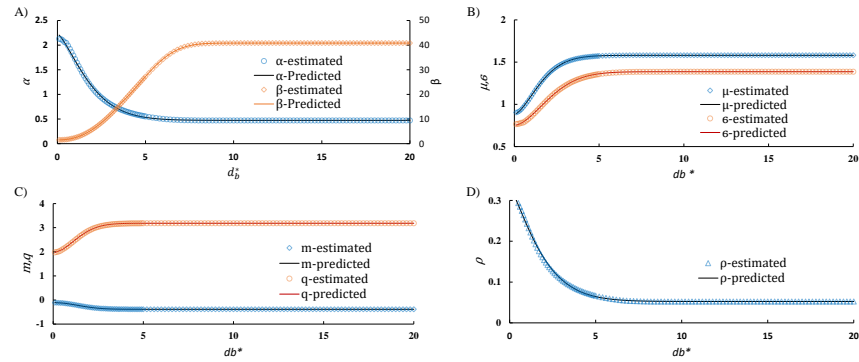 A)
2.5
2
1.5
1
0.5
0
α
50
40
30
20
10
0
β
α-estimated
α-Predicted
β-estimated
β-Predicted
0
5
10
15
20
d*b
B)
2
1.5
1
0.5
μ,ϭ
μ-estimated
μ-predicted
ϭ-estimated
ϭ-predicted
0
5
10
15
20
db*
C)
4
3
2
1
0
-1
m,q
m-estimated
m-predicted
q-estimated
q-predicted
0
5
10
15
20
db*
D)
0.3
0.2
0.1
0
ρ
ρ-estimated
ρ-predicted
0
5
10
15
20
db*